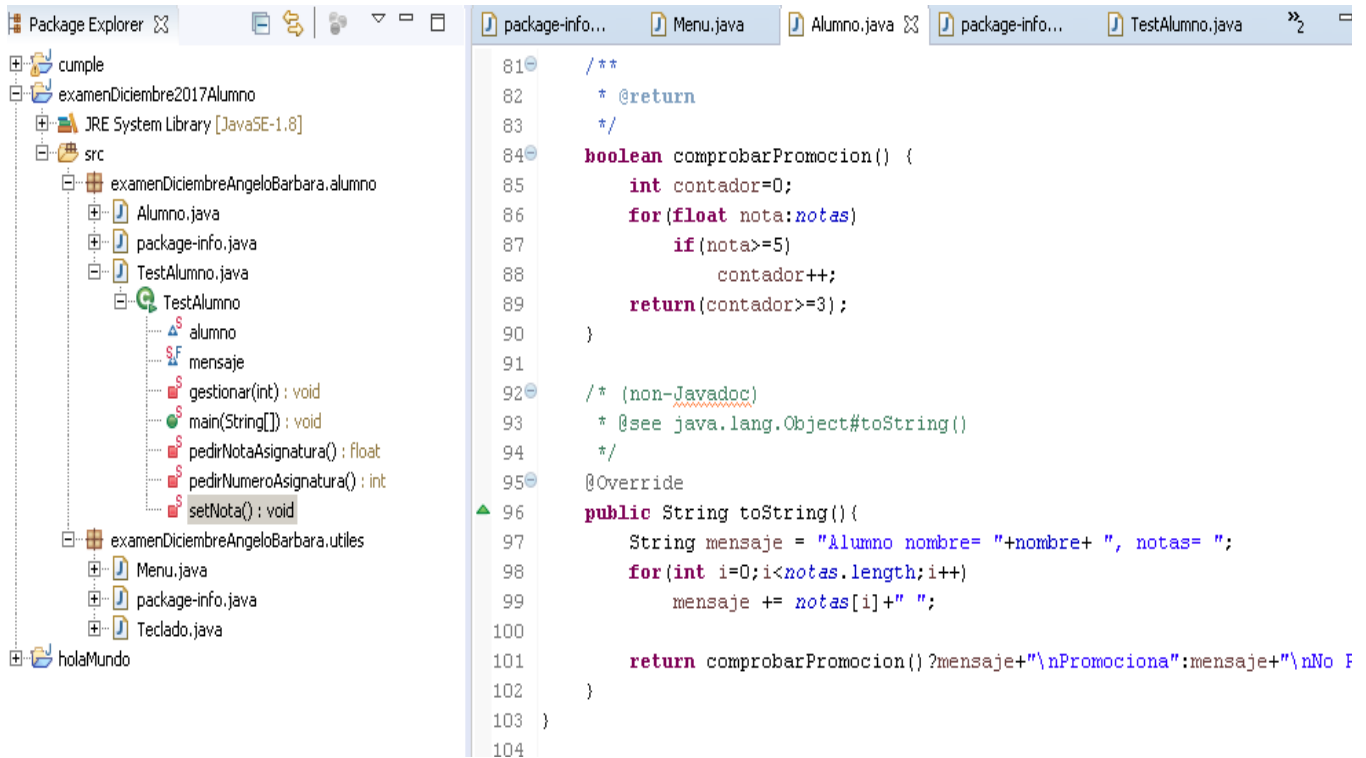 Package Explorer
cumple
examenDiciembre2017Alumno
JRE System Library [JavaSE-1.8]
src
examenDiciembreAngeloBarbara.alumno
Alumno.java
package-info.java
TestAlumno.java
TestAlumno
alumno
mensaje
gestionar(int) : void
main(String[]) : void
pedirNotaAsignatura() : float
pedirNumeroAsignatura() : int
setNota() : void
examenDiciembreAngeloBarbara.utiles
Menu.java
package-info.java
Teclado.java
holaMundo
package-info... Menu.java Alumno.java package-info... TestAlumno.java »2
81 /**
82 * @return
83 */
84 boolean comprobarPromocion() {
85 int contador=0;
86 for(float nota:notas)
87 if(nota>=5)
88 contador++;
89 return(contador>=3);
90 }
91
92 /* (non-Javadoc)
93 * @see java.lang.Object#toString()
94 */
95 @Override
96 public String toString(){
97 String mensaje = "Alumno nombre= "+nombre+ ", notas= ";
98 for(int i=0;i<notas.length;i++)
99 mensaje += notas[i]+" ";
100
101 return comprobarPromocion()?mensaje+"\nPromociona":mensaje+"\nNo P
102 }
103 }
104